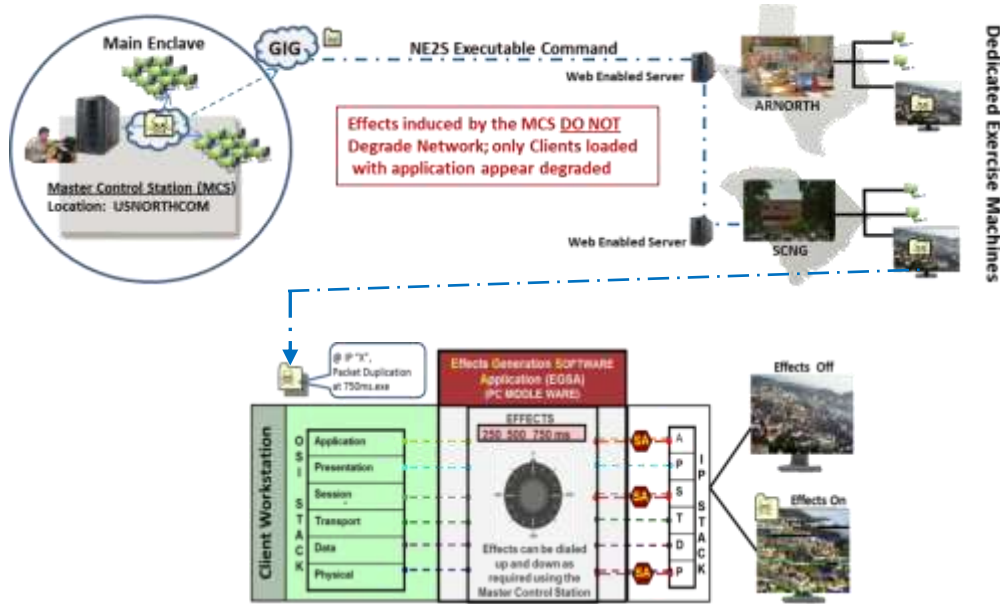 Main Enclave
GIG
NE2S Executable Command
Web Enabled Server
ARNORTH
Dedicated Exercise Machines
Effects induced by the MCS DO NOT
Degrade Network; only Clients loaded
with application appear degraded
Master Control Station (MCS)
Location: USNORTHCOM
Web Enabled Server
SCNG
@ IP "X",
Packet Duplication
at 750ms.exe
Effects Generation SOFTWARE
Application (EGSA)
(PC MIDDLE WARE)
Effects Off
Client Workstation
OSI STACK
Application
Presentation
Session
Transport
Data
Physical
EFFECTS
250 500 750 ms
Effects can be dialed
up and down as
required using the
Master Control Station
SA
SA
SA
A
P
S
T
D
P
IP STACK
Effects On